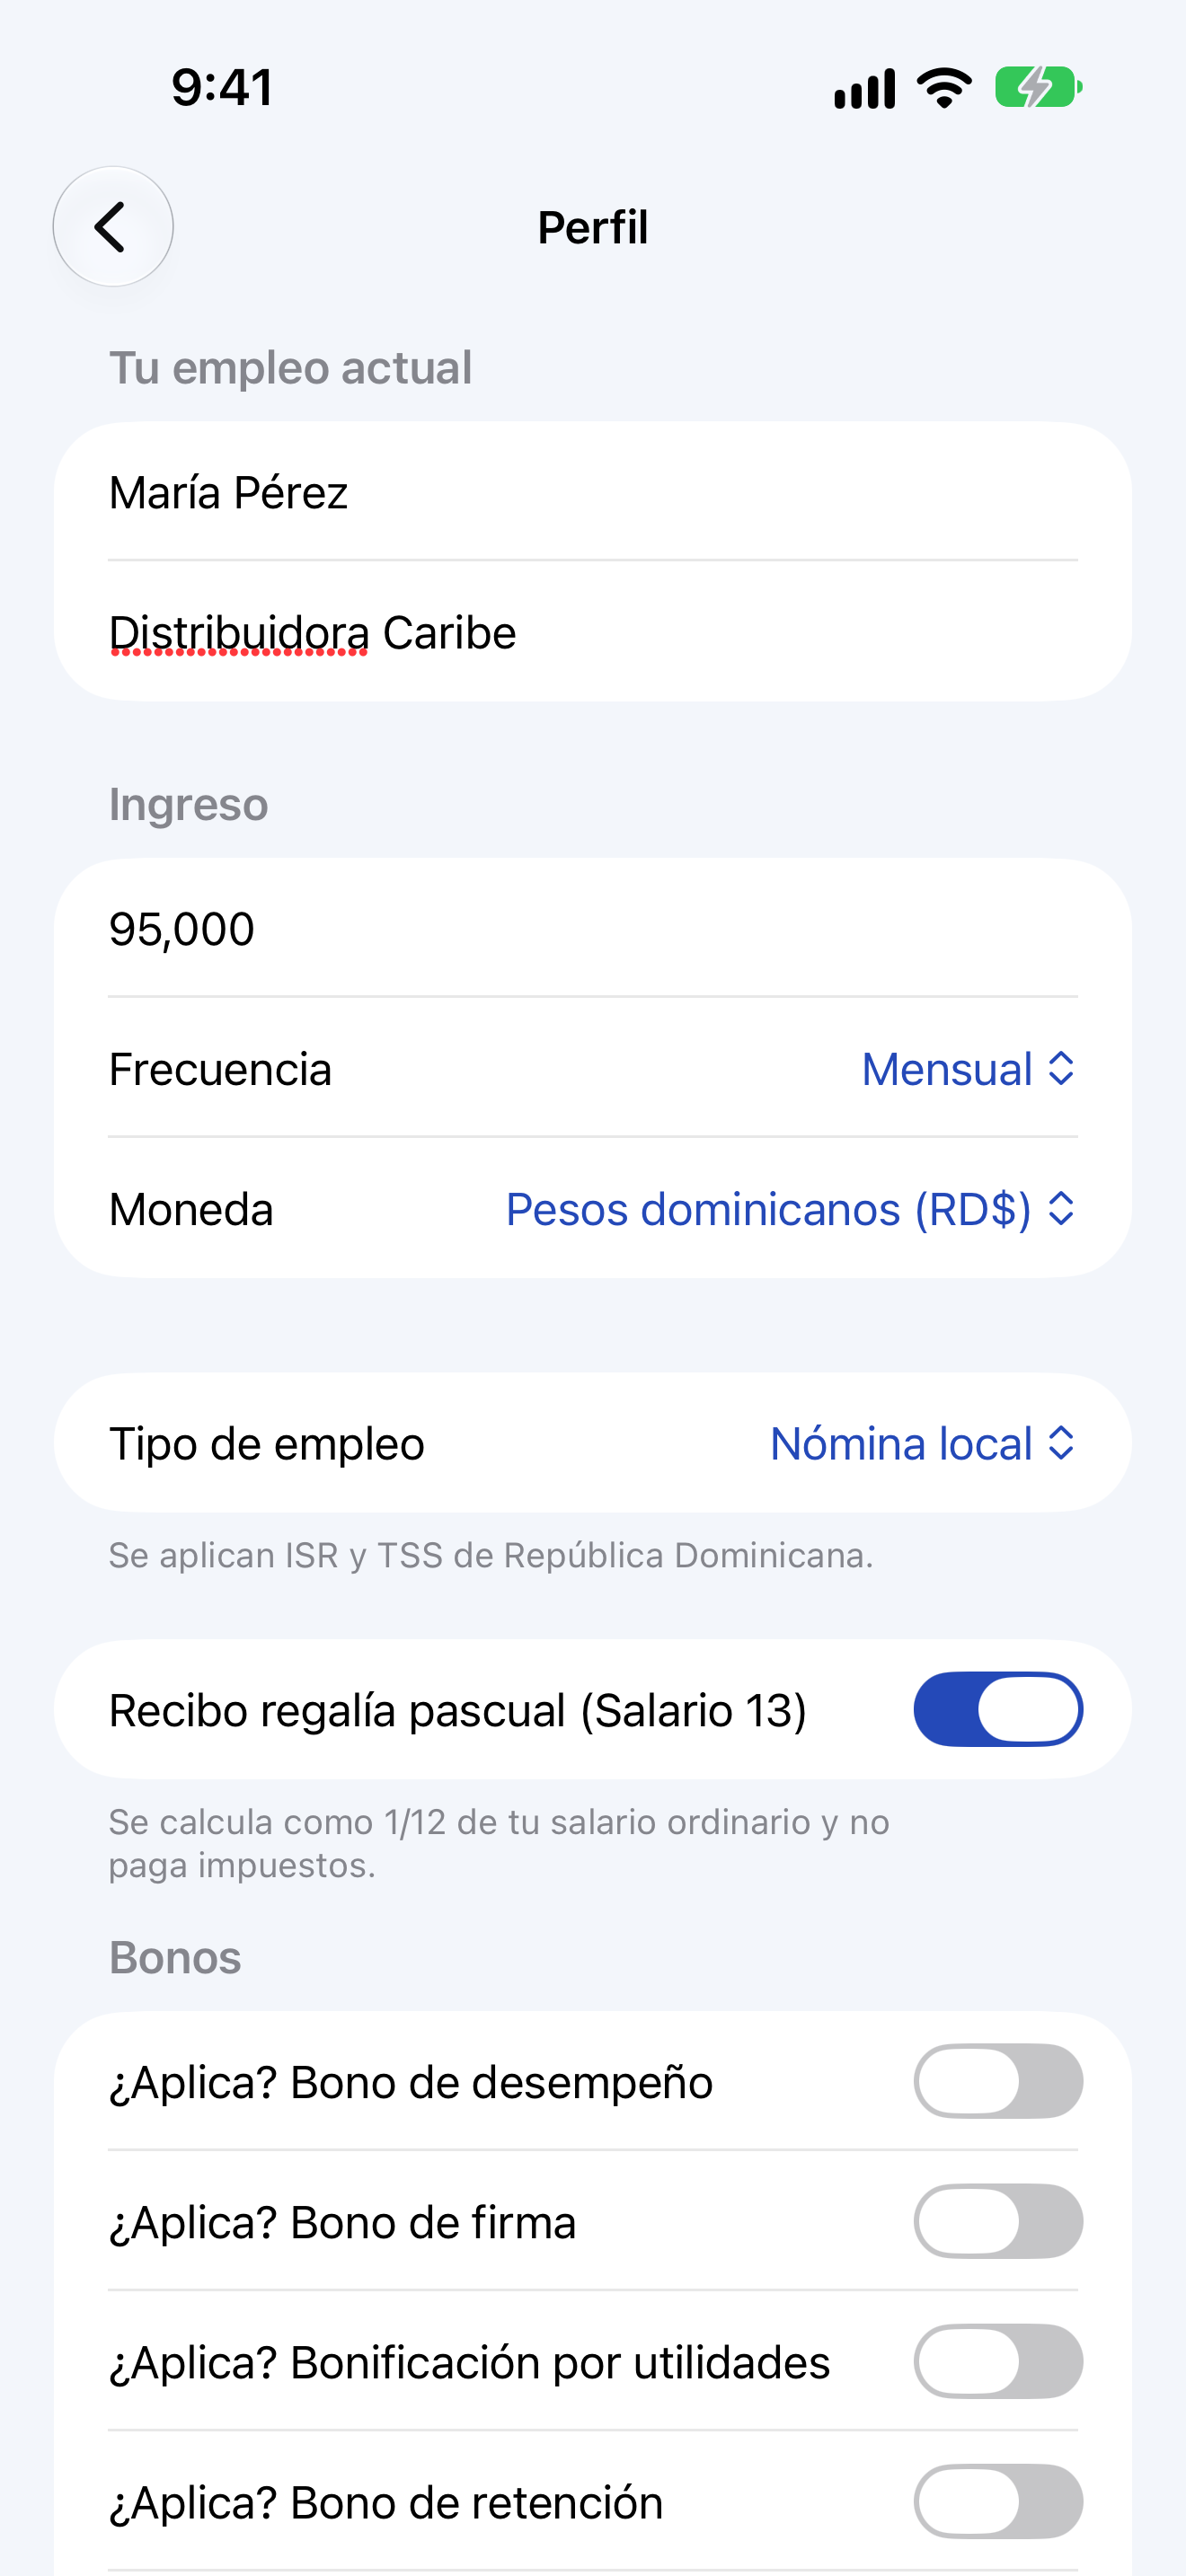 9:41
Perfil
Tu empleo actual
María Pérez
Distribuidora Caribe
Ingreso
95,000
Frecuencia Mensual
Moneda Pesos dominicanos (RD$)
Tipo de empleo Nómina local
Se aplican ISR y TSS de República Dominicana.
Recibo regalía pascual (Salario 13)
Se calcula como 1/12 de tu salario ordinario y no
paga impuestos.
Bonos
¿Aplica? Bono de desempeño
¿Aplica? Bono de firma
¿Aplica? Bonificación por utilidades
¿Aplica? Bono de retención